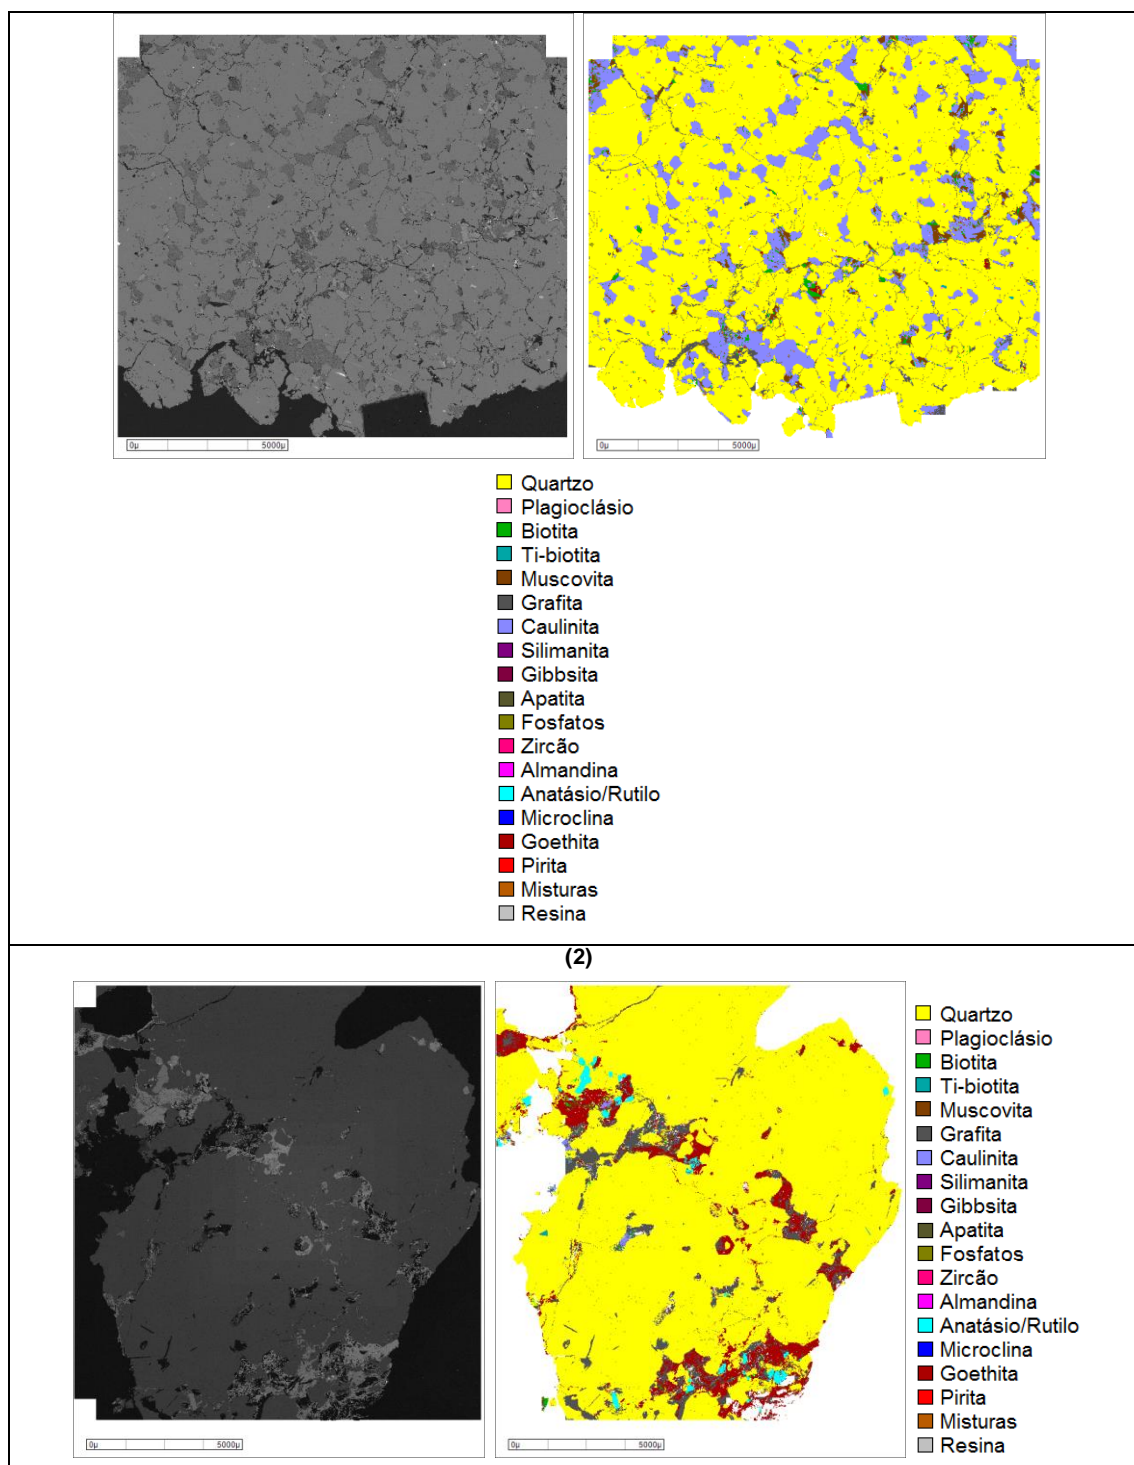 0µ 5000µ 0µ 5000µ
Quartzo
Plagioclásio
Biotita
Ti-biotita
Muscovita
Grafita
Caulinita
Silimanita
Gibbsita
Apatita
Fosfatos
Zircão
Almandina
Anatásio/Rutilo
Microclina
Goethita
Pirita
Misturas
Resina
(2)
Quartzo
Plagioclásio
Biotita
Ti-biotita
Muscovita
Grafita
Caulinita
Silimanita
Gibbsita
Apatita
Fosfatos
Zircão
Almandina
Anatásio/Rutilo
Microclina
Goethita
Pirita
Misturas
Resina
0µ 5000µ 0µ 5000µ